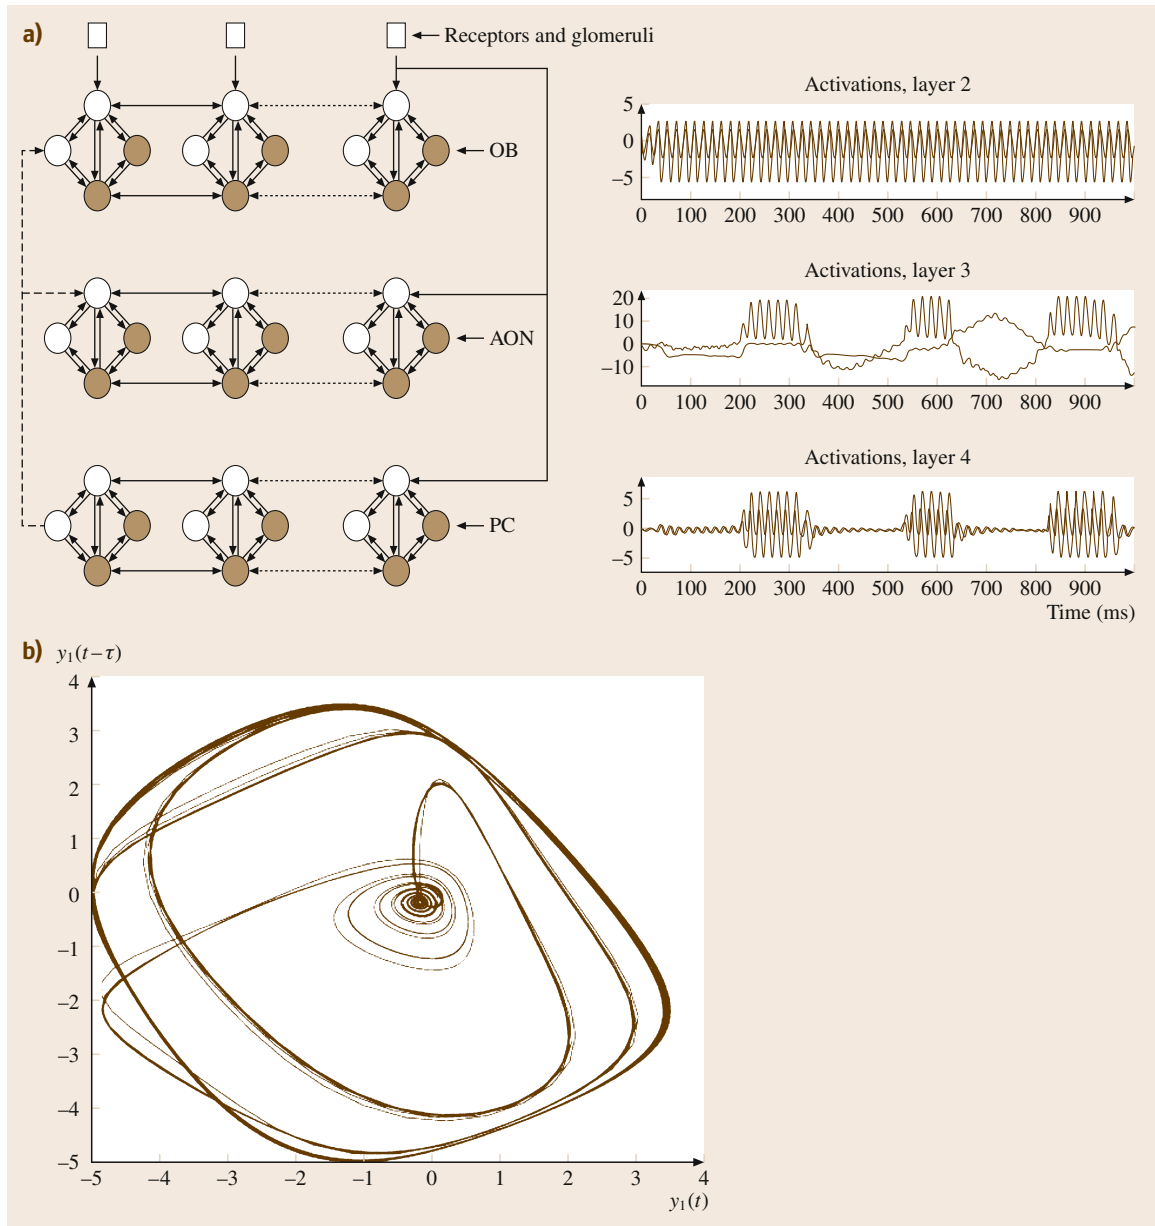 a)
Receptors and glomeruli
OB
AON
PC
Activations, layer 2
5
0
−5
0 100 200 300 400 500 600 700 800 900
Activations, layer 3
20
10
0
−10
0 100 200 300 400 500 600 700 800 900
Activations, layer 4
5
0
−5
0 100 200 300 400 500 600 700 800 900
Time (ms)
b)
y₁(t−τ)
4
3
2
1
0
−1
−2
−3
−4
−5
−5 −4 −3 −2 −1 0 1 2 3 4
y₁(t)